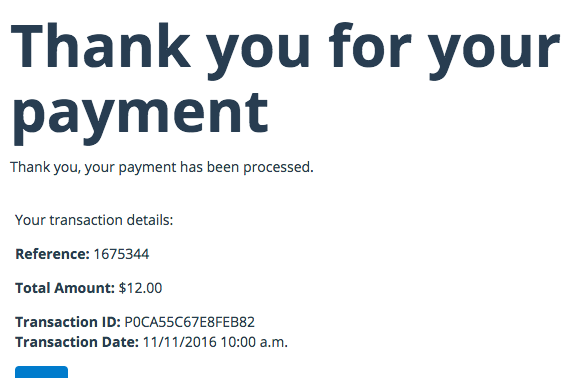 Thank you for your
payment
Thank you, your payment has been processed.
Your transaction details:
Reference: 1675344
Total Amount: $12.00
Transaction ID: P0CA55C67E8FEB82
Transaction Date: 11/11/2016 10:00 a.m.